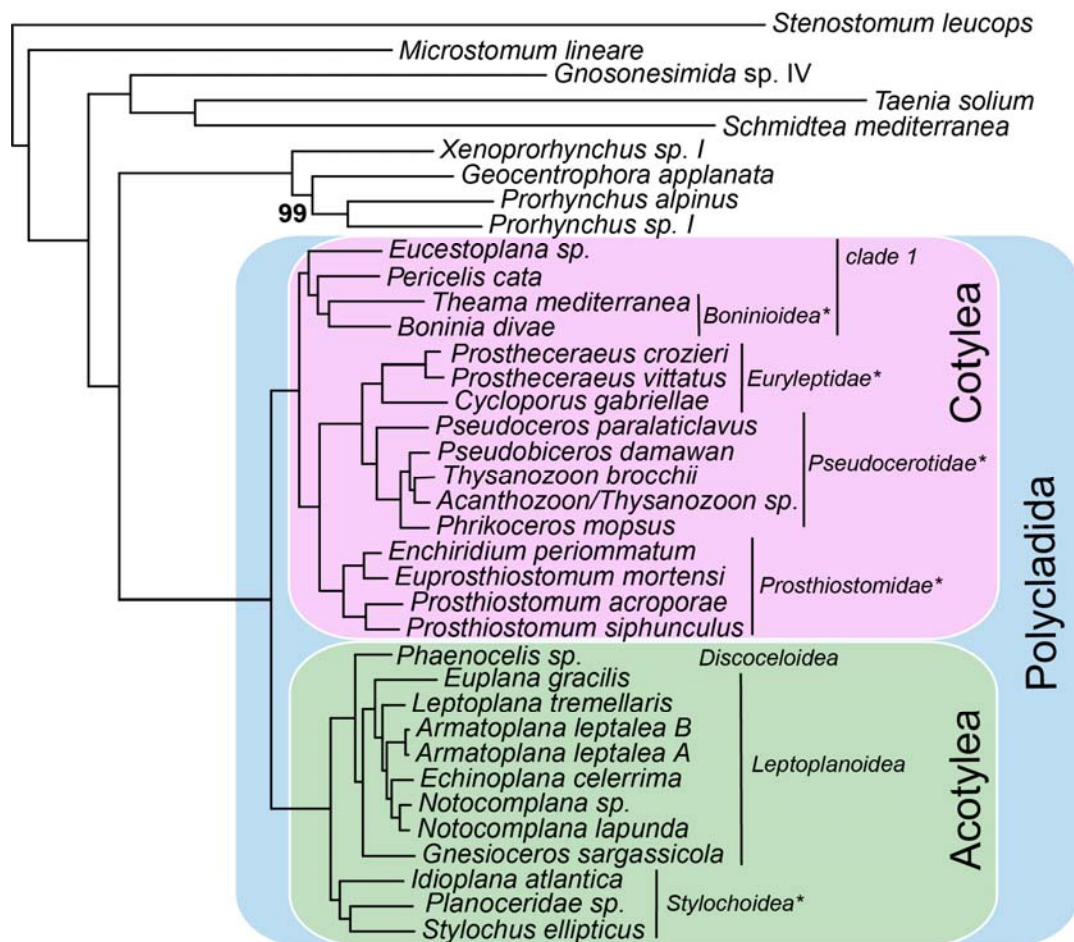 Stenostomum leucops
Microstomum lineare
Gnosonesimida sp. IV
Taenia solium
Schmidtea mediterranea
Xenoprorhynchus sp. I
Geocentrophora applanata
Prorhynchus alpinus
99
Prorhynchus sp. I
Eucestoplana sp.
clade 1
Pericelis cata
Theama mediterranea
Boninioidea*
Boninia divae
Prostheceraeus crozieri
Prostheceraeus vittatus
Euryleptidae*
Cycloporus gabriellae
Pseudoceros paralaticlavus
Pseudobiceros damawan
Pseudocerotidae*
Thysanozoon brocchii
Acanthozoon/Thysanozoon sp.
Phrikoceros mopsus
Enchiridium periommatum
Euprosthiostomum mortensi
Prosthiostomidae*
Prosthiostomum acroporae
Prosthiostomum siphunculus
Cotylea
Polycladida
Phaenocelis sp.
Discoceloidea
Euplana gracilis
Leptoplana tremellaris
Armatoplana leptalea B
Armatoplana leptalea A
Leptoplanoidea
Echinoplana celerrima
Notocomplana sp.
Notocomplana lapunda
Gnesioceros sargassicola
Idioplana atlantica
Planoceridae sp.
Stylochoidea*
Stylochus ellipticus
Acotylea